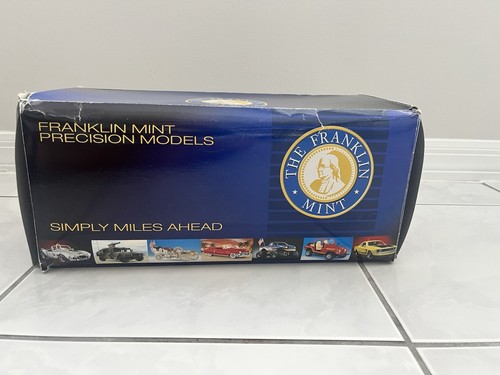 FRANKLIN MINT
PRECISION MODELS
THE FRANKLIN
MINT
SIMPLY MILES AHEAD